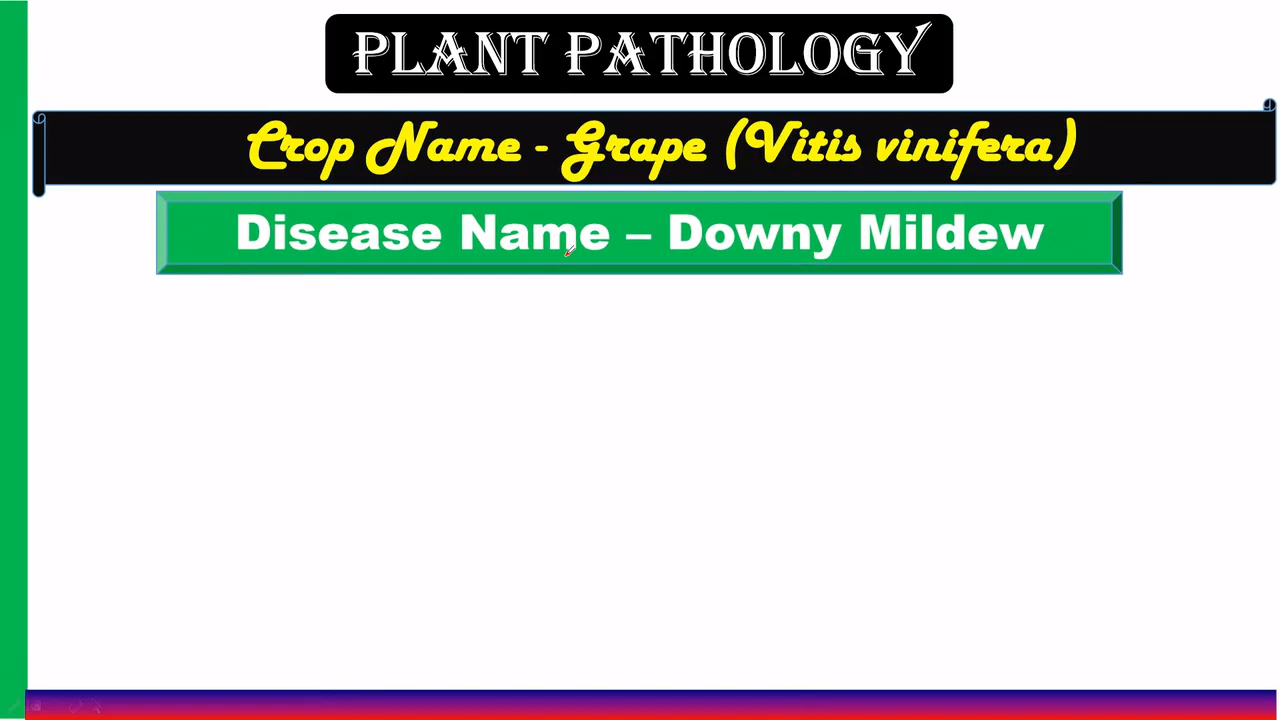 PLANT PATHOLOGY
Crop Name - Grape (Vitis vinifera)
Disease Name – Downy Mildew